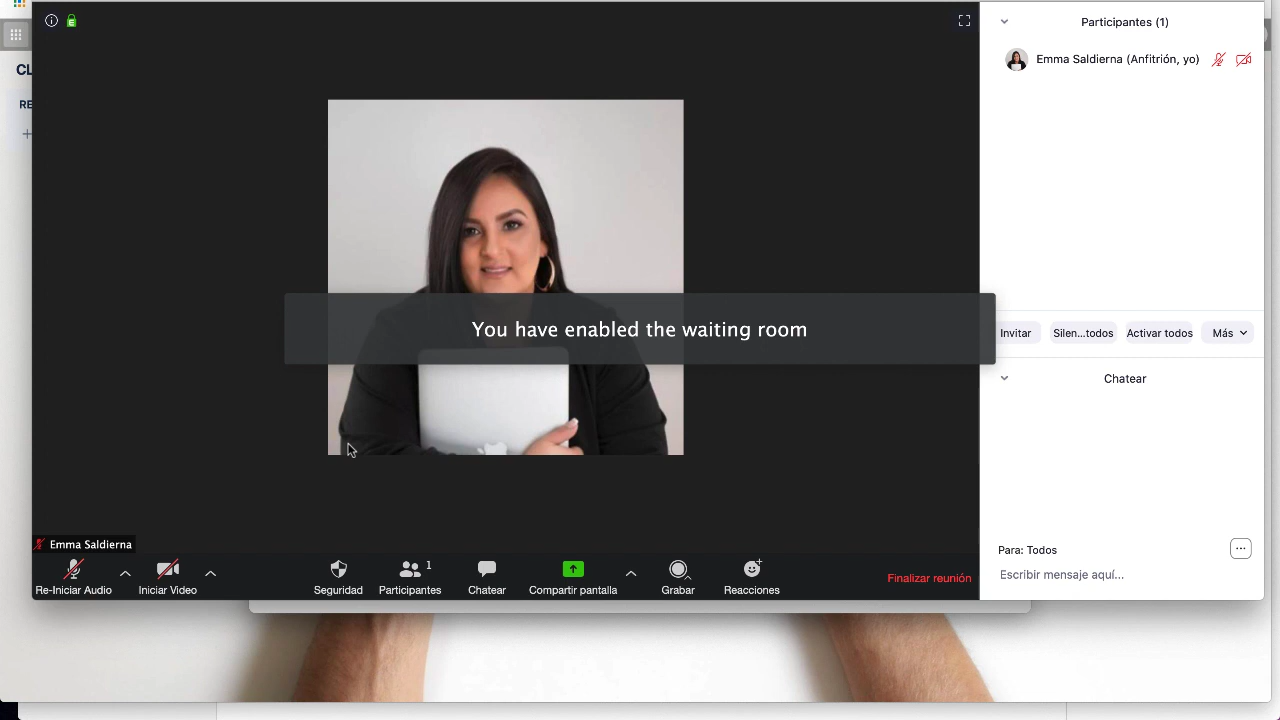 CL
RE
Participantes (1)
Emma Saldierna (Anfitrión, yo)
You have enabled the waiting room
Invitar
Silen...todos
Activar todos
Más
Chatear
Para: Todos
Escribir mensaje aquí...
Emma Saldierna
Re-Iniciar Audio
Iniciar Video
Seguridad
Participantes
1
Chatear
Compartir pantalla
Grabar
Reacciones
Finalizar reunión